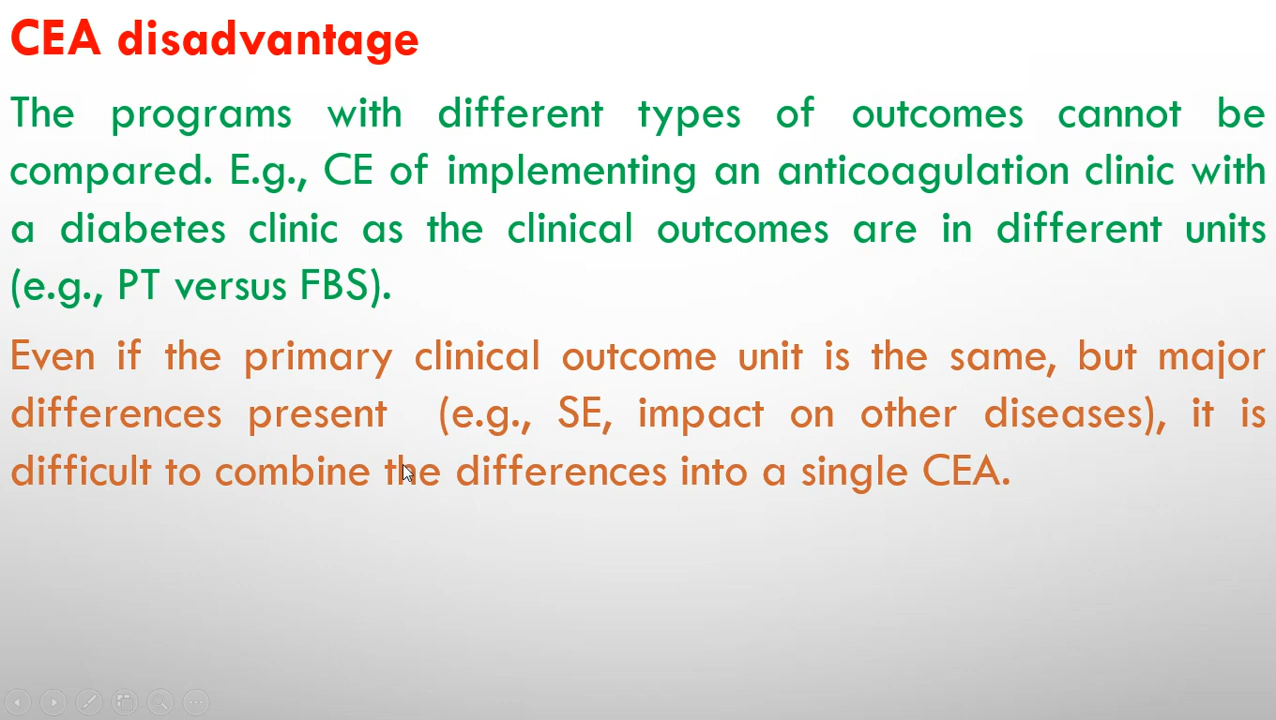 CEA disadvantage
The programs with different types of outcomes cannot be
compared. E.g., CE of implementing an anticoagulation clinic with
a diabetes clinic as the clinical outcomes are in different units
(e.g., PT versus FBS).
Even if the primary clinical outcome unit is the same, but major
differences present (e.g., SE, impact on other diseases), it is
difficult to combine the differences into a single CEA.